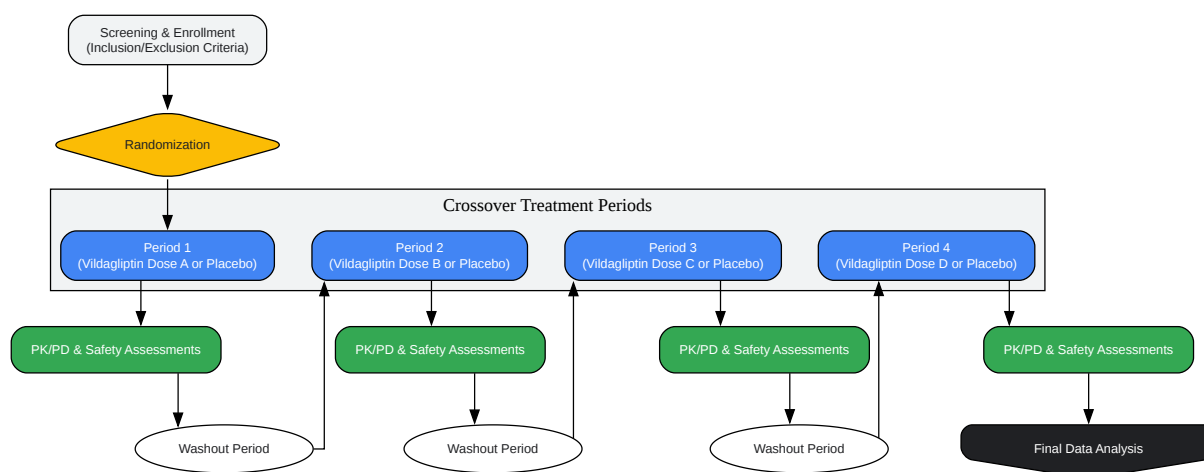 Screening & Enrollment
(Inclusion/Exclusion Criteria)
Randomization
Crossover Treatment Periods
Period 1
(Vildagliptin Dose A or Placebo)
Period 2
(Vildagliptin Dose B or Placebo)
Period 3
(Vildagliptin Dose C or Placebo)
Period 4
(Vildagliptin Dose D or Placebo)
PK/PD & Safety Assessments
PK/PD & Safety Assessments
PK/PD & Safety Assessments
PK/PD & Safety Assessments
Washout Period
Washout Period
Washout Period
Final Data Analysis